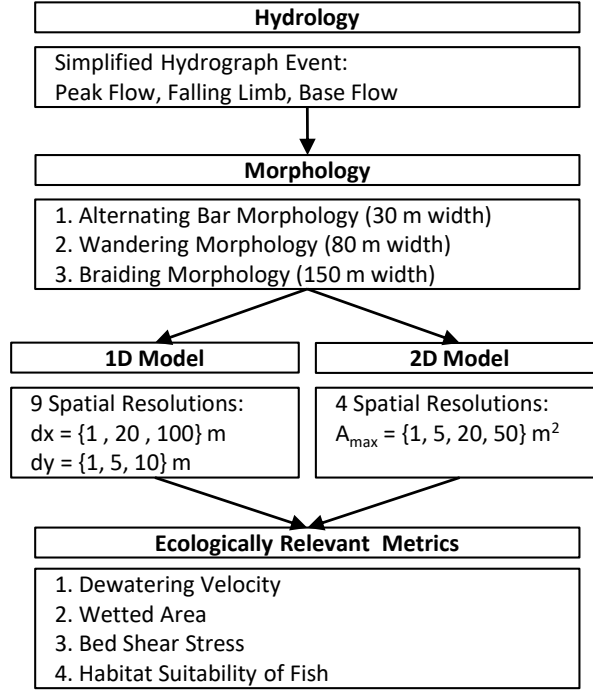 Hydrology
Simplified Hydrograph Event:
Peak Flow, Falling Limb, Base Flow
Morphology
1. Alternating Bar Morphology (30 m width)
2. Wandering Morphology (80 m width)
3. Braiding Morphology (150 m width)
1D Model
9 Spatial Resolutions:
dx = {1 , 20 , 100} m
dy = {1, 5, 10} m
2D Model
4 Spatial Resolutions:
Amax = {1, 5, 20, 50} m²
Ecologically Relevant Metrics
1. Dewatering Velocity
2. Wetted Area
3. Bed Shear Stress
4. Habitat Suitability of Fish